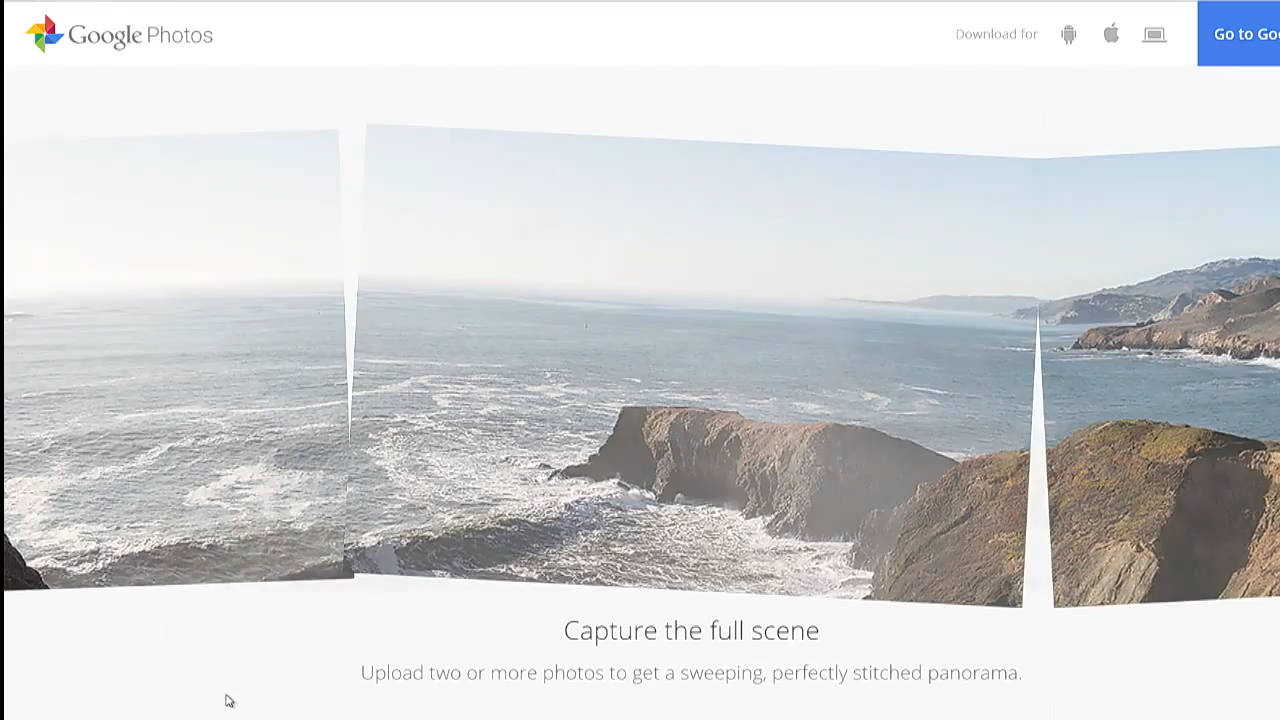 Google Photos
Download for
Go to Goo
Capture the full scene
Upload two or more photos to get a sweeping, perfectly stitched panorama.